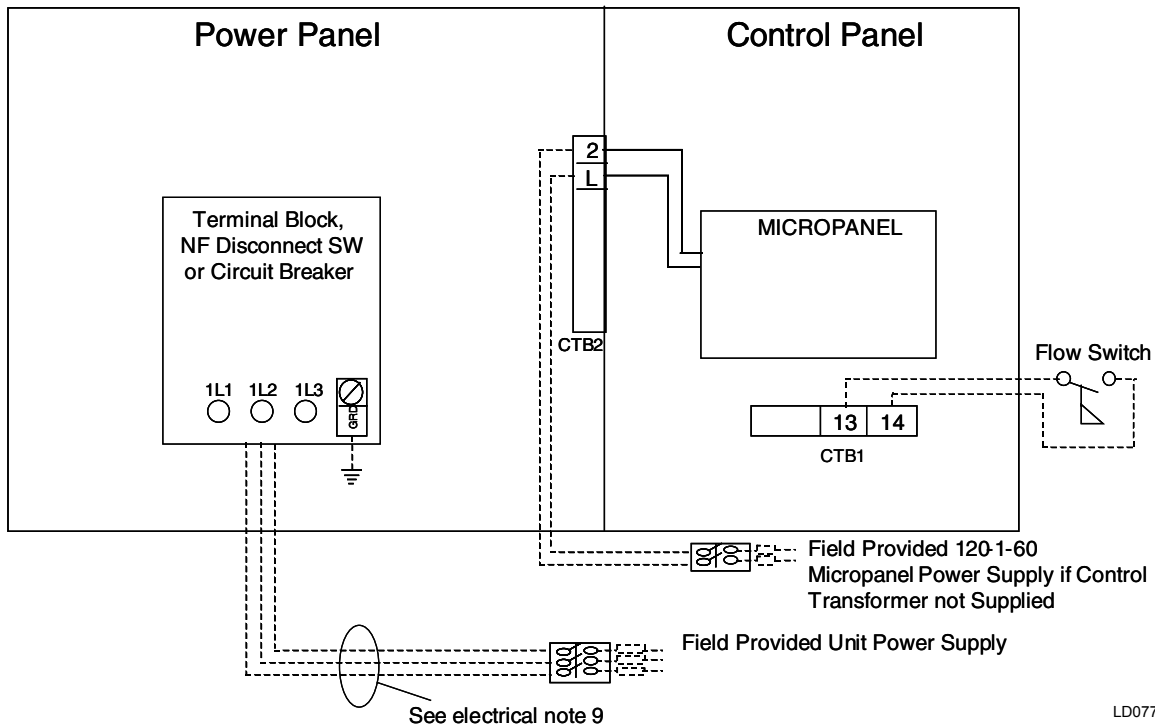 Power Panel
Control Panel
2
L
Terminal Block,
NF Disconnect SW
or Circuit Breaker
MICROPANEL
CTB2
Flow Switch
1L1 1L2 1L3
GRD
13 14
CTB1
Field Provided 120-1-60
Micropanel Power Supply if Control
Transformer not Supplied
Field Provided Unit Power Supply
See electrical note 9
LD077